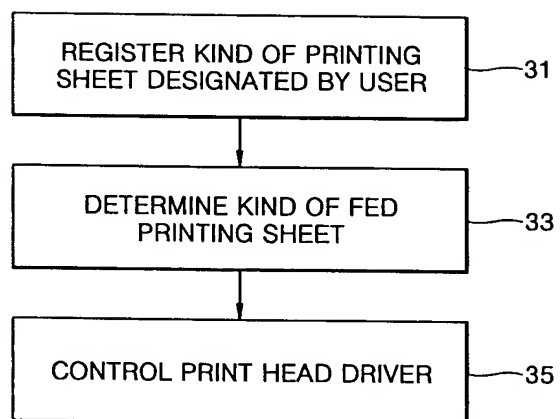 REGISTER KIND OF PRINTING
SHEET DESIGNATED BY USER
31
DETERMINE KIND OF FED
PRINTING SHEET
33
CONTROL PRINT HEAD DRIVER
35